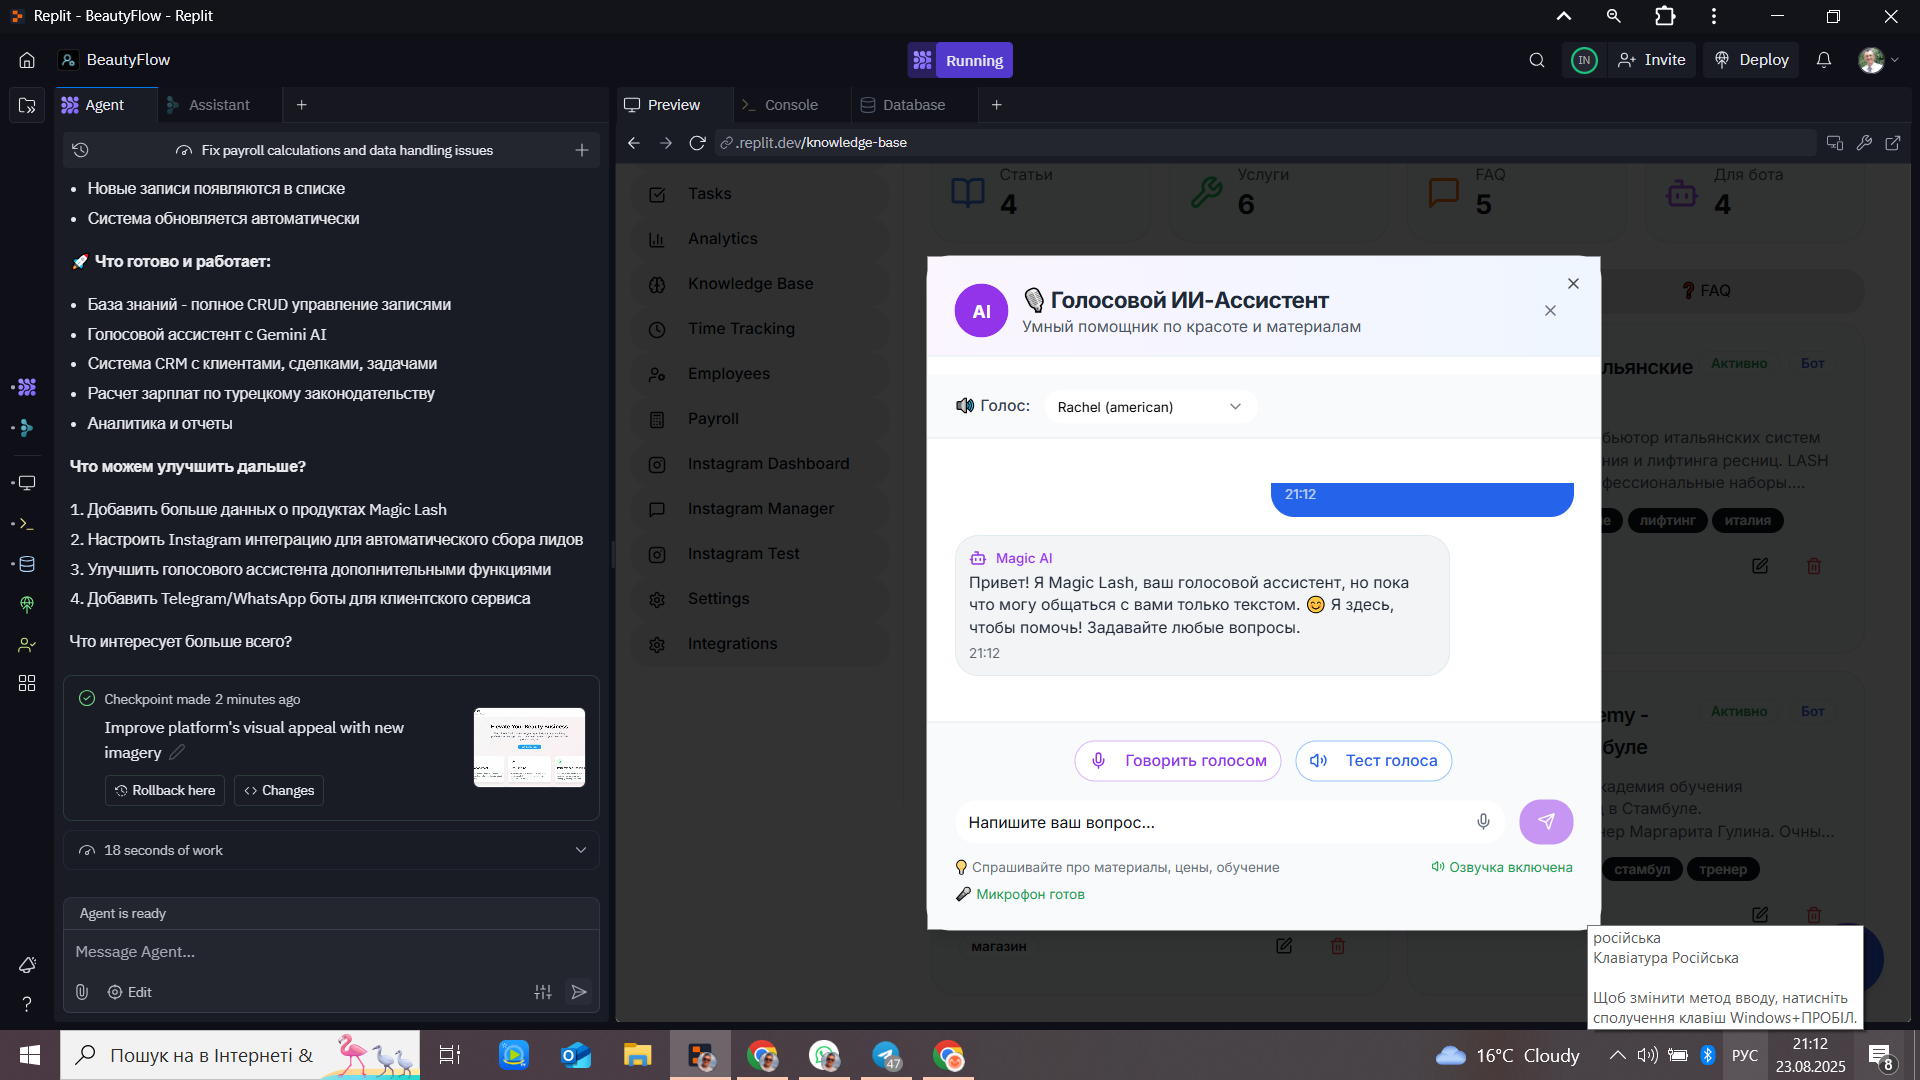 Replit - BeautyFlow - Replit
BeautyFlow
Running
IN
Invite
Deploy
Agent
Assistant
Fix payroll calculations and data handling issues
Новые записи появляются в списке
Система обновляется автоматически
🚀 Что готово и работает:
База знаний - полное CRUD управление записями
Голосовой ассистент с Gemini AI
Система CRM с клиентами, сделками, задачами
Расчет зарплат по турецкому законодательству
Аналитика и отчеты
Что можем улучшить дальше?
1. Добавить больше данных о продуктах Magic Lash
2. Настроить Instagram интеграцию для автоматического сбора лидов
3. Улучшить голосового ассистента дополнительными функциями
4. Добавить Telegram/WhatsApp боты для клиентского сервиса
Что интересует больше всего?
Checkpoint made 2 minutes ago
Improve platform's visual appeal with new
imagery
Rollback here
Changes
18 seconds of work
Agent is ready
Message Agent...
Edit
Preview
Console
Database
.replit.dev/knowledge-base
Tasks
Analytics
Knowledge Base
Time Tracking
Employees
Payroll
Instagram Dashboard
Instagram Manager
Instagram Test
Settings
Integrations
Статьи
4
Услуги
6
FAQ
5
Для бота
4
❓ FAQ
AI
🎙️ Голосовой ИИ-Ассистент
Умный помощник по красоте и материалам
🔊 Голос:
Rachel (american)
21:12
Magic AI
Привет! Я Magic Lash, ваш голосовой ассистент, но пока
что могу общаться с вами только текстом. 😊 Я здесь,
чтобы помочь! Задавайте любые вопросы.
21:12
Говорить голосом
Тест голоса
Напишите ваш вопрос...
💡 Спрашивайте про материалы, цены, обучение
Озвучка включена
🎤 Микрофон готов
льянские
Активно
Бот
бьютор итальянских систем
ния и лифтинга ресниц. LASH
фессиональные наборы....
е
лифтинг
италия
emy -
Активно
Бот
буле
кадемия обучения
д в Стамбуле.
нер Маргарита Гулина. Очны...
стамбул
тренер
магазин
російська
Клавіатура Російська
Щоб змінити метод вводу, натисніть
сполучення клавіш Windows+ПРОБІЛ.
Пошук на в Інтернеті &
47
16°C Cloudy
РУС
21:12
23.08.2025
8